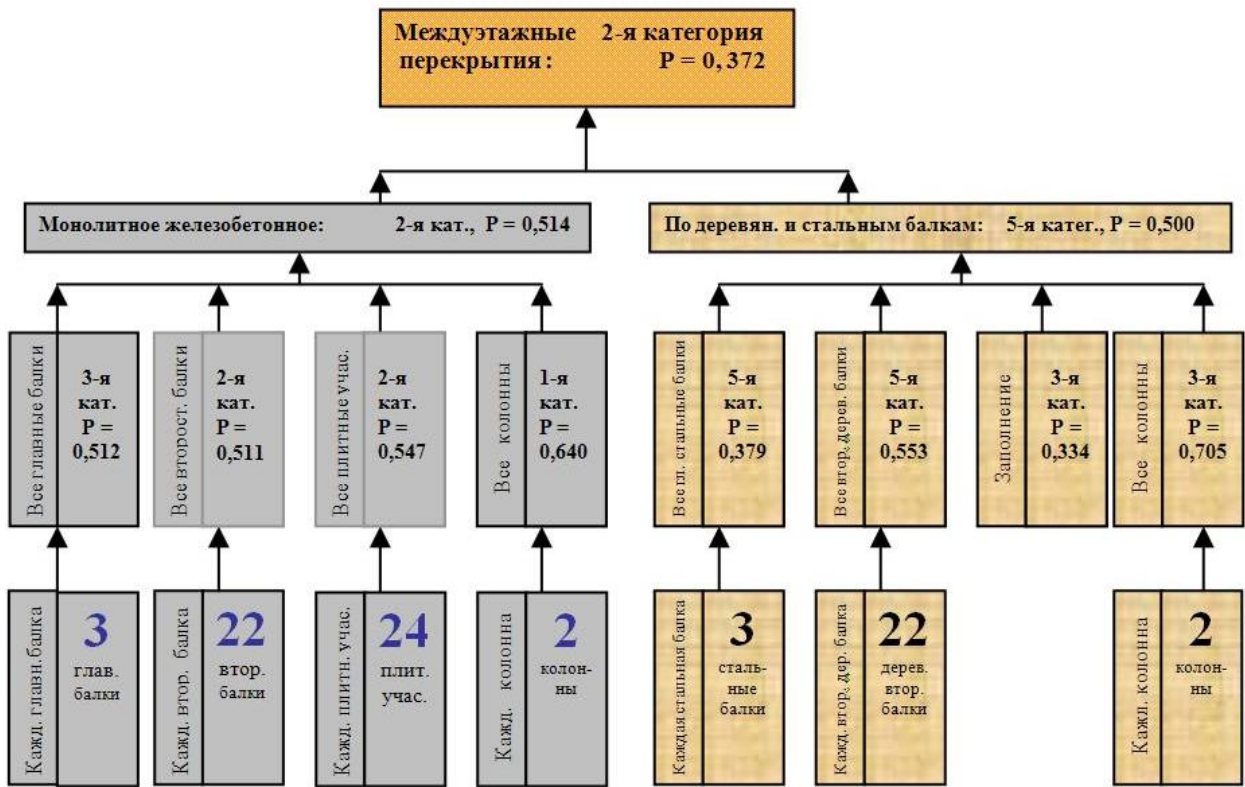 Междуэтажные 2-я категория
перекрытия : P = 0, 372
Монолитное железобетонное: 2-я кат., P = 0,514
По деревян. и стальным балкам: 5-я катег., P = 0,500
Все главные балки
3-я
кат.
P =
0,512
Все второст. балки
2-я
кат.
P =
0,511
Все плитные учас.
2-я
кат.
P =
0,547
Все колонны
1-я
кат.
P =
0,640
Все гл. стальные балки
5-я
кат.
P =
0,379
Все втор, дерев. балки
5-я
кат.
P =
0,553
Заполнение
3-я
кат.
P =
0,334
Все колонны
3-я
кат.
P =
0,705
Кажд. главн. балка
3
глав.
балки
Кажд. втор. балка
22
втор.
балки
Кажд. плитн. учас.
24
плит.
учас.
Кажд. колонна
2
колон-
ны
Каждая стальная балка
3
сталь-
ные
балки
Кажд. втор, дер. балка
22
дерев.
втор.
балки
Кажд. колонна
2
колон-
ны